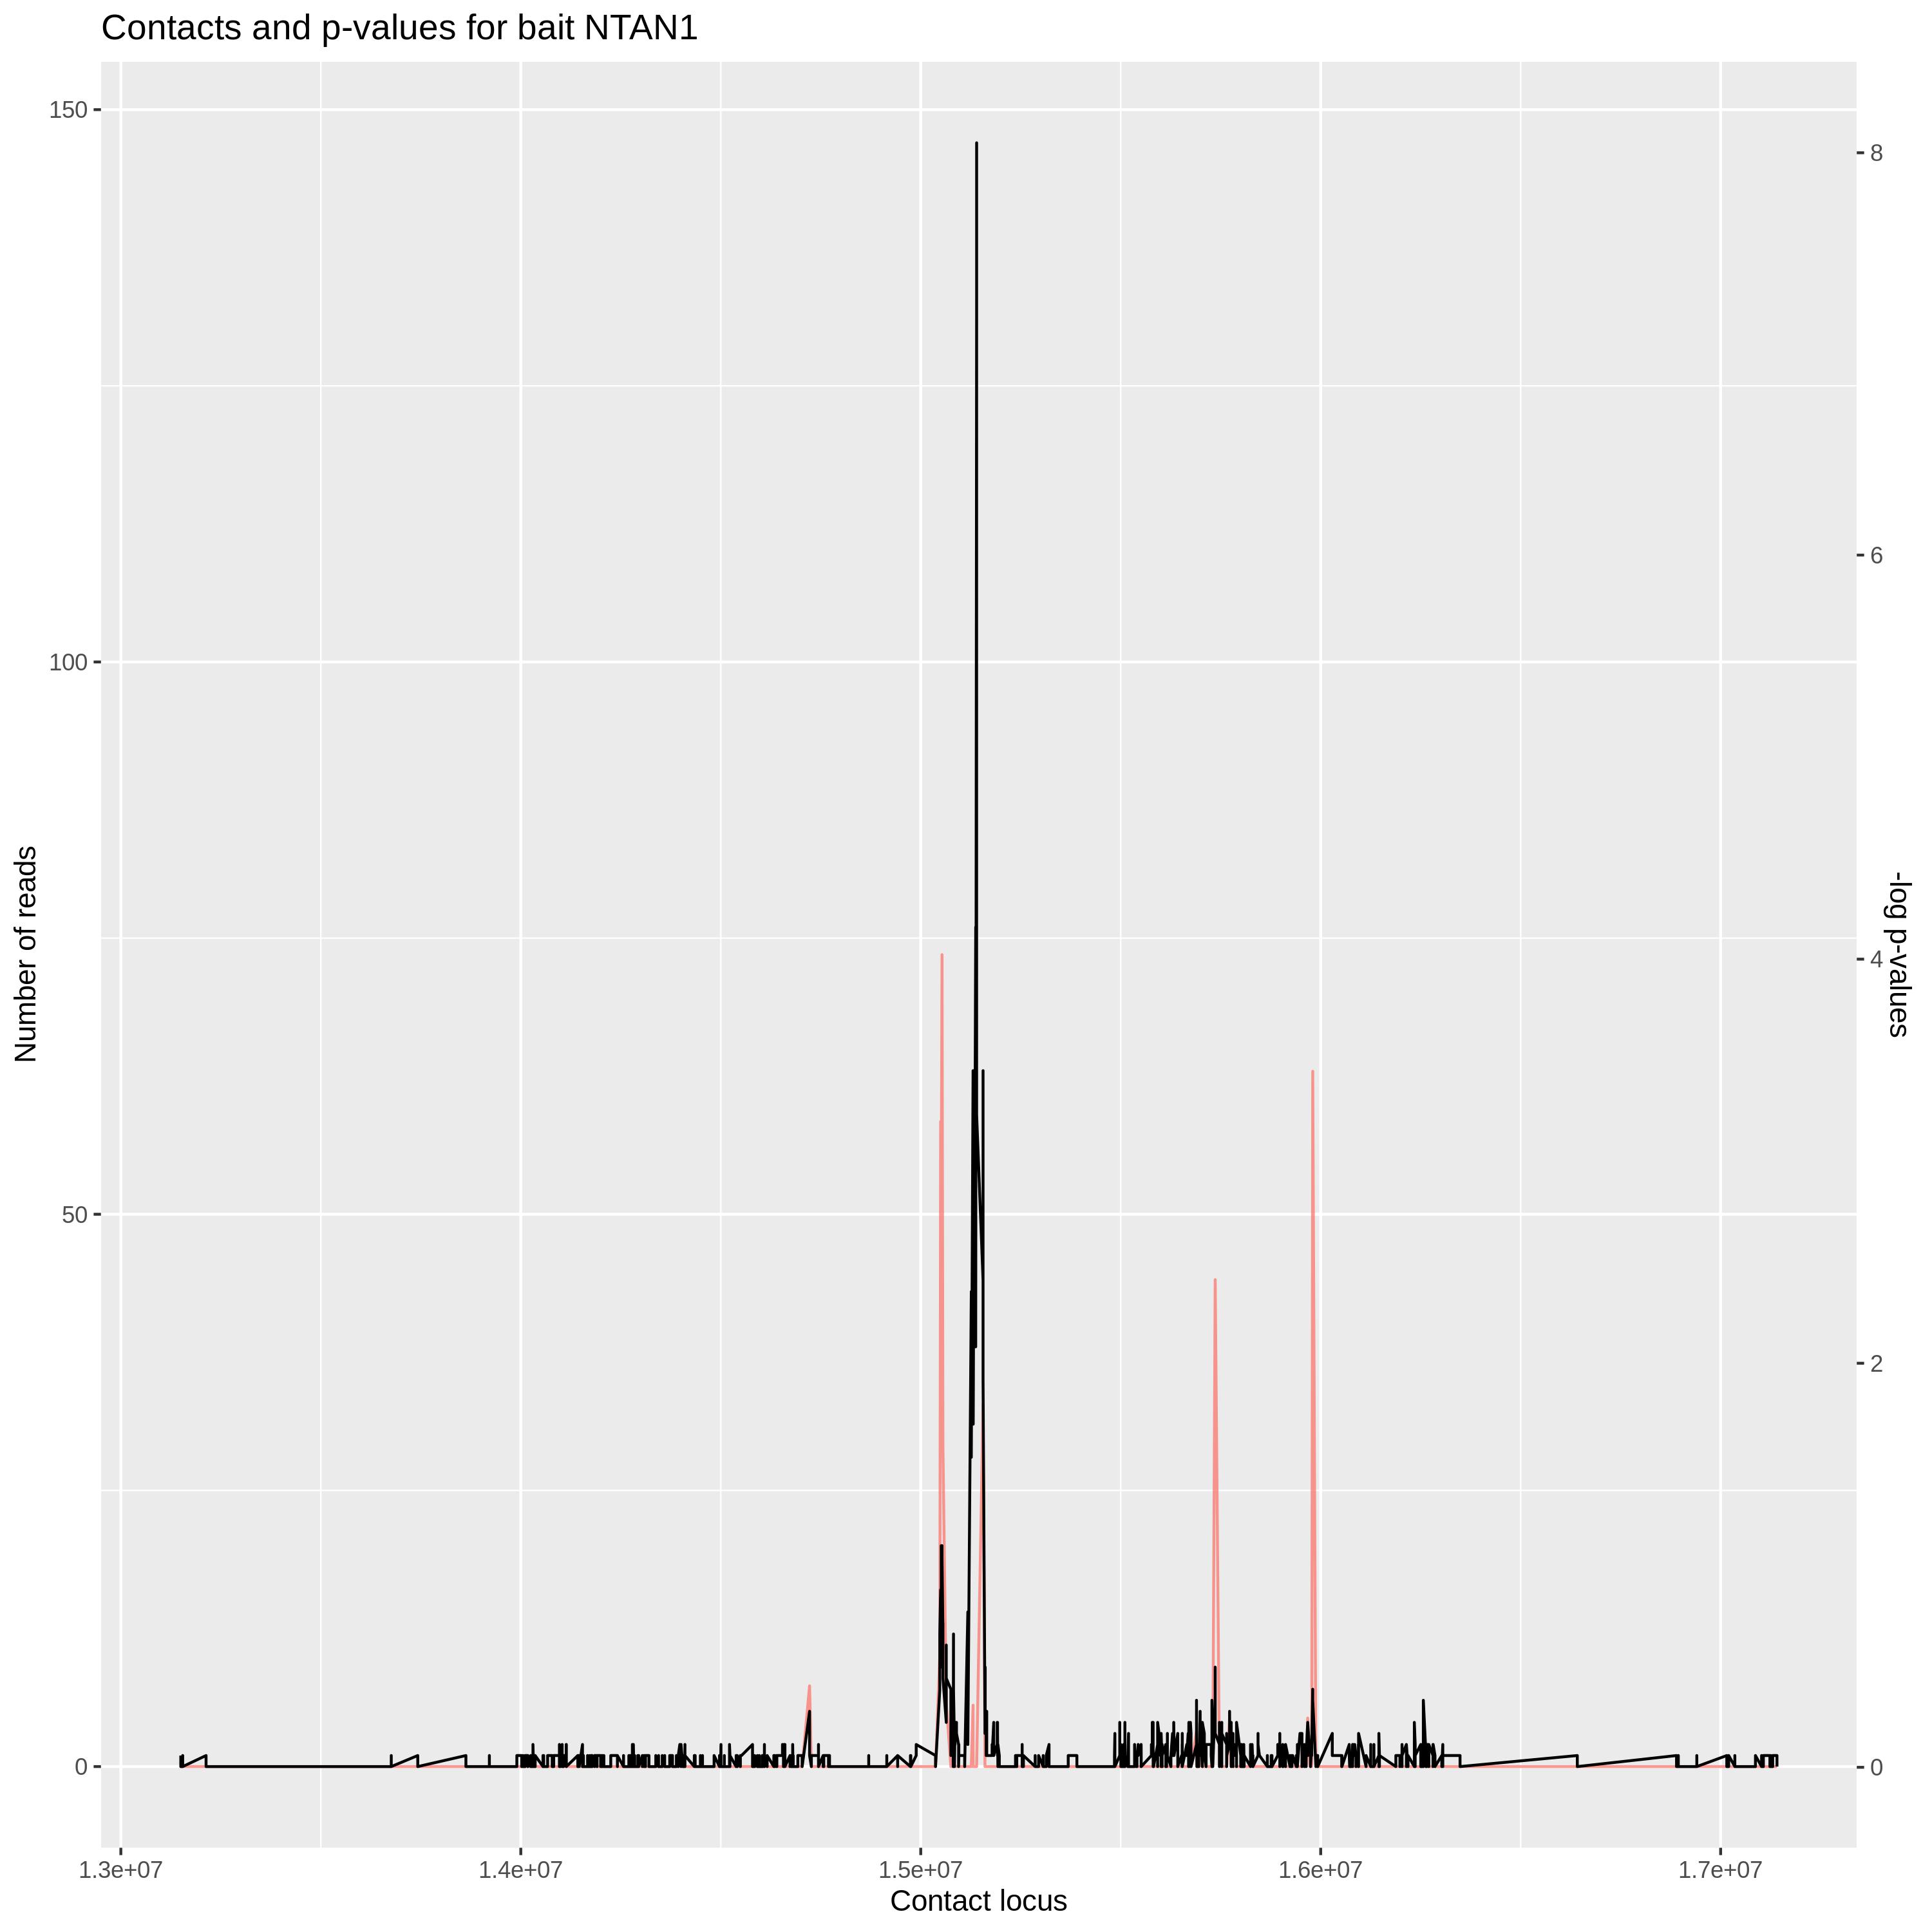 Contacts and p-values for bait NTAN1
150
100
50
0
Number of reads
8
6
4
2
0
-log p-values
1.3e+07
1.4e+07
1.5e+07
1.6e+07
1.7e+07
Contact locus